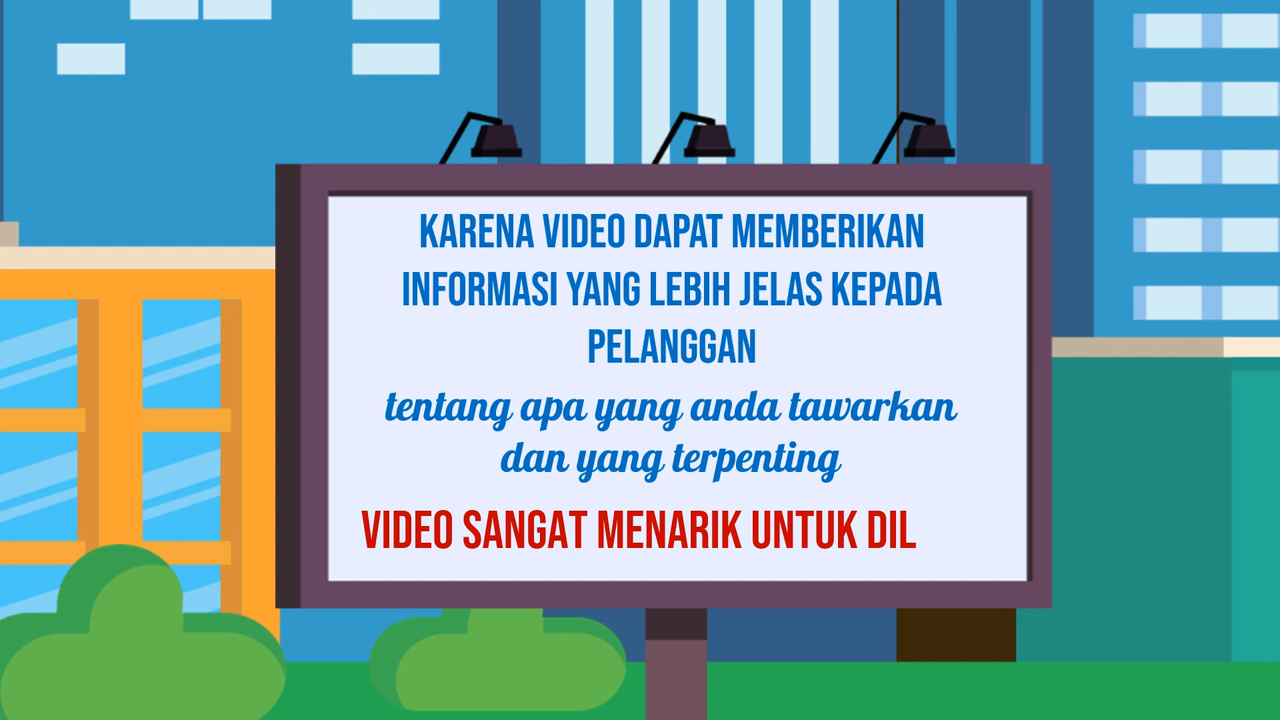 KARENA VIDEO DAPAT MEMBERIKAN
INFORMASI YANG LEBIH JELAS KEPADA
PELANGGAN
tentang apa yang anda tawarkan
dan yang terpenting
VIDEO SANGAT MENARIK UNTUK DIL